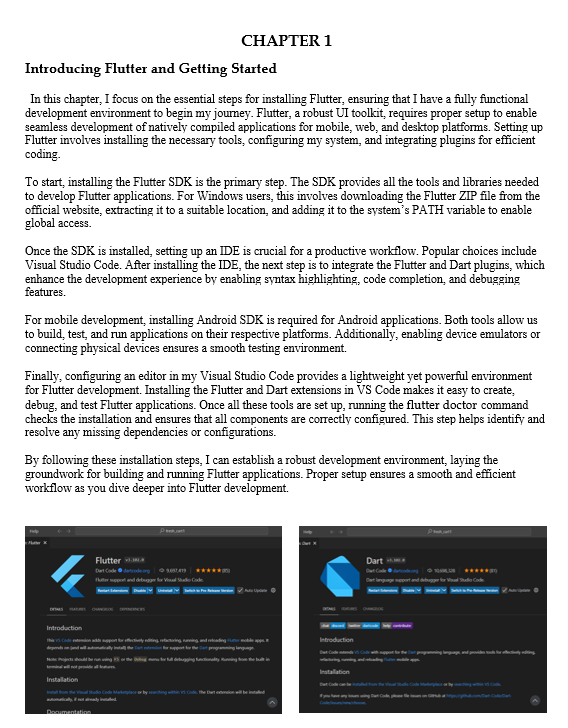 CHAPTER 1
Introducing Flutter and Getting Started
In this chapter, I focus on the essential steps for installing Flutter, ensuring that I have a fully functional
development environment to begin my journey. Flutter, a robust UI toolkit, requires proper setup to enable
seamless development of natively compiled applications for mobile, web, and desktop platforms. Setting up
Flutter involves installing the necessary tools, configuring my system, and integrating plugins for efficient
coding.
To start, installing the Flutter SDK is the primary step. The SDK provides all the tools and libraries needed
to develop Flutter applications. For Windows users, this involves downloading the Flutter ZIP file from the
official website, extracting it to a suitable location, and adding it to the system's PATH variable to enable
global access.
Once the SDK is installed, setting up an IDE is crucial for a productive workflow. Popular choices include
Visual Studio Code. After installing the IDE, the next step is to integrate the Flutter and Dart plugins, which
enhance the development experience by enabling syntax highlighting, code completion, and debugging
features.
For mobile development, installing Android SDK is required for Android applications. Both tools allow us
to build, test, and run applications on their respective platforms. Additionally, enabling device emulators or
connecting physical devices ensures a smooth testing environment.
Finally, configuring an editor in my Visual Studio Code provides a lightweight yet powerful environment
for Flutter development. Installing the Flutter and Dart extensions in VS Code makes it easy to create,
debug, and test Flutter applications. Once all these tools are set up, running the flutter doctor command
checks the installation and ensures that all components are correctly configured. This step helps identify and
resolve any missing dependencies or configurations.
By following these installation steps, I can establish a robust development environment, laying the
groundwork for building and running Flutter applications. Proper setup ensures a smooth and efficient
workflow as you dive deeper into Flutter development.
Help
Flutter
Flutter
Dart Code dartcode.org (85)
Flutter support and debugger for Visual Studio Code.
Restart Extensions Disable Uninstall Switch to Pre-Release Version Auto Update
DETAILS FEATURES CHANGELOG DEPENDENCIES
Introduction
This VS Code extension adds support for effectively editing, refactoring, running, and reloading Flutter mobile apps. It
depends on (and will automatically install) the Dart extension for support for the Dart programming language.
Note: Projects should be run using F5 or the Debug menu for full debugging functionality. Running from the built-in
terminal will not provide all features.
Installation
Install from the Visual Studio Code Marketplace or by searching within VS Code. The Dart extension will be installed
automatically, if not already installed.
Documentation
Help
Dart
Dart
Dart Code dartcode.org
Dart language support and debugger for Visual Studio Code.
Restart Extensions Disable Uninstall Switch to Pre-Release Version Auto Update
DETAILS FEATURES CHANGELOG
chat discord twitter dartcode help contribute
Introduction
Dart Code extends VS Code with support for the Dart programming language, and provides tools for effectively editing,
refactoring, running, and reloading Flutter mobile apps.
Installation
Dart Code can be installed from the Visual Studio Code Marketplace or by searching within VS Code.
If you have any issues using Dart Code, please file issues on GitHub at